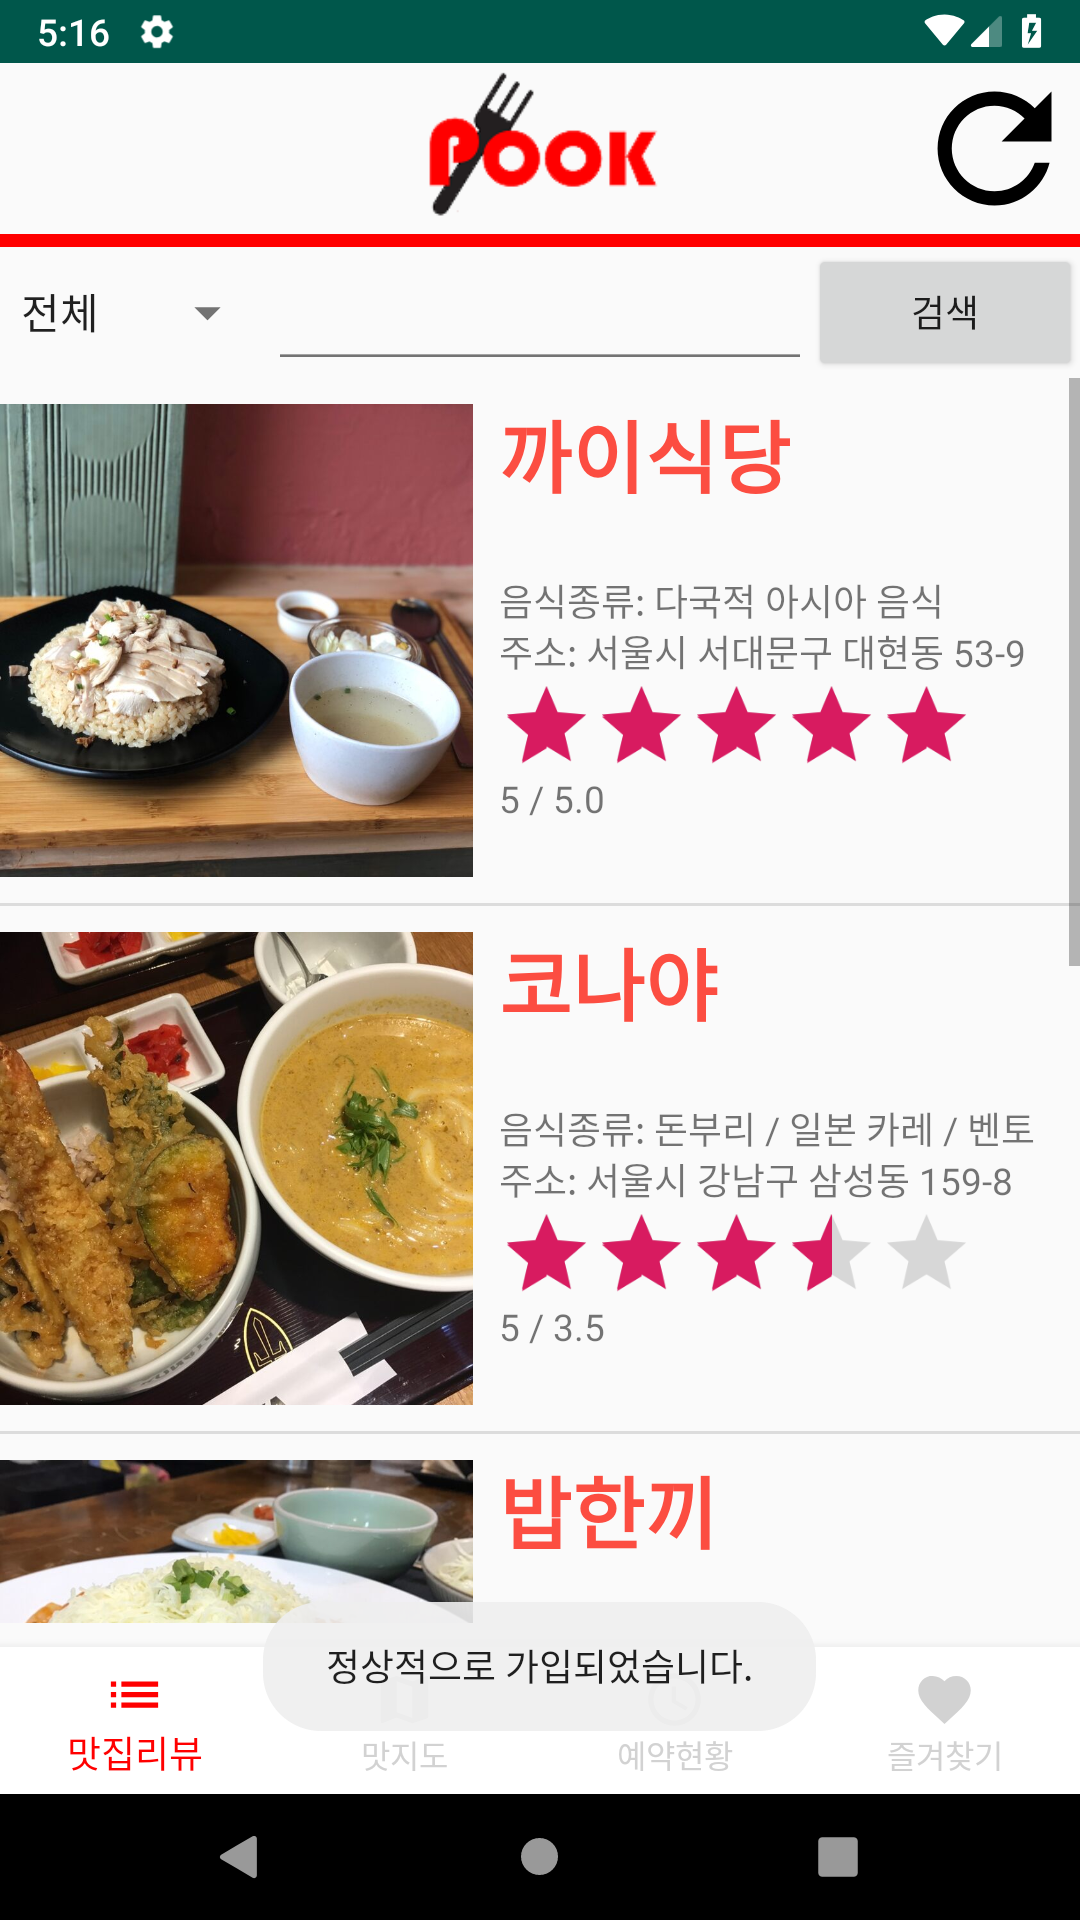 5:16
POOK
전체
검색
까이식당
음식종류: 다국적 아시아 음식
주소: 서울시 서대문구 대현동 53-9
5 / 5.0
코나야
음식종류: 돈부리 / 일본 카레 / 벤토
주소: 서울시 강남구 삼성동 159-8
5 / 3.5
밥한끼
정상적으로 가입되었습니다.
맛집리뷰
맛지도
예약현황
즐겨찾기